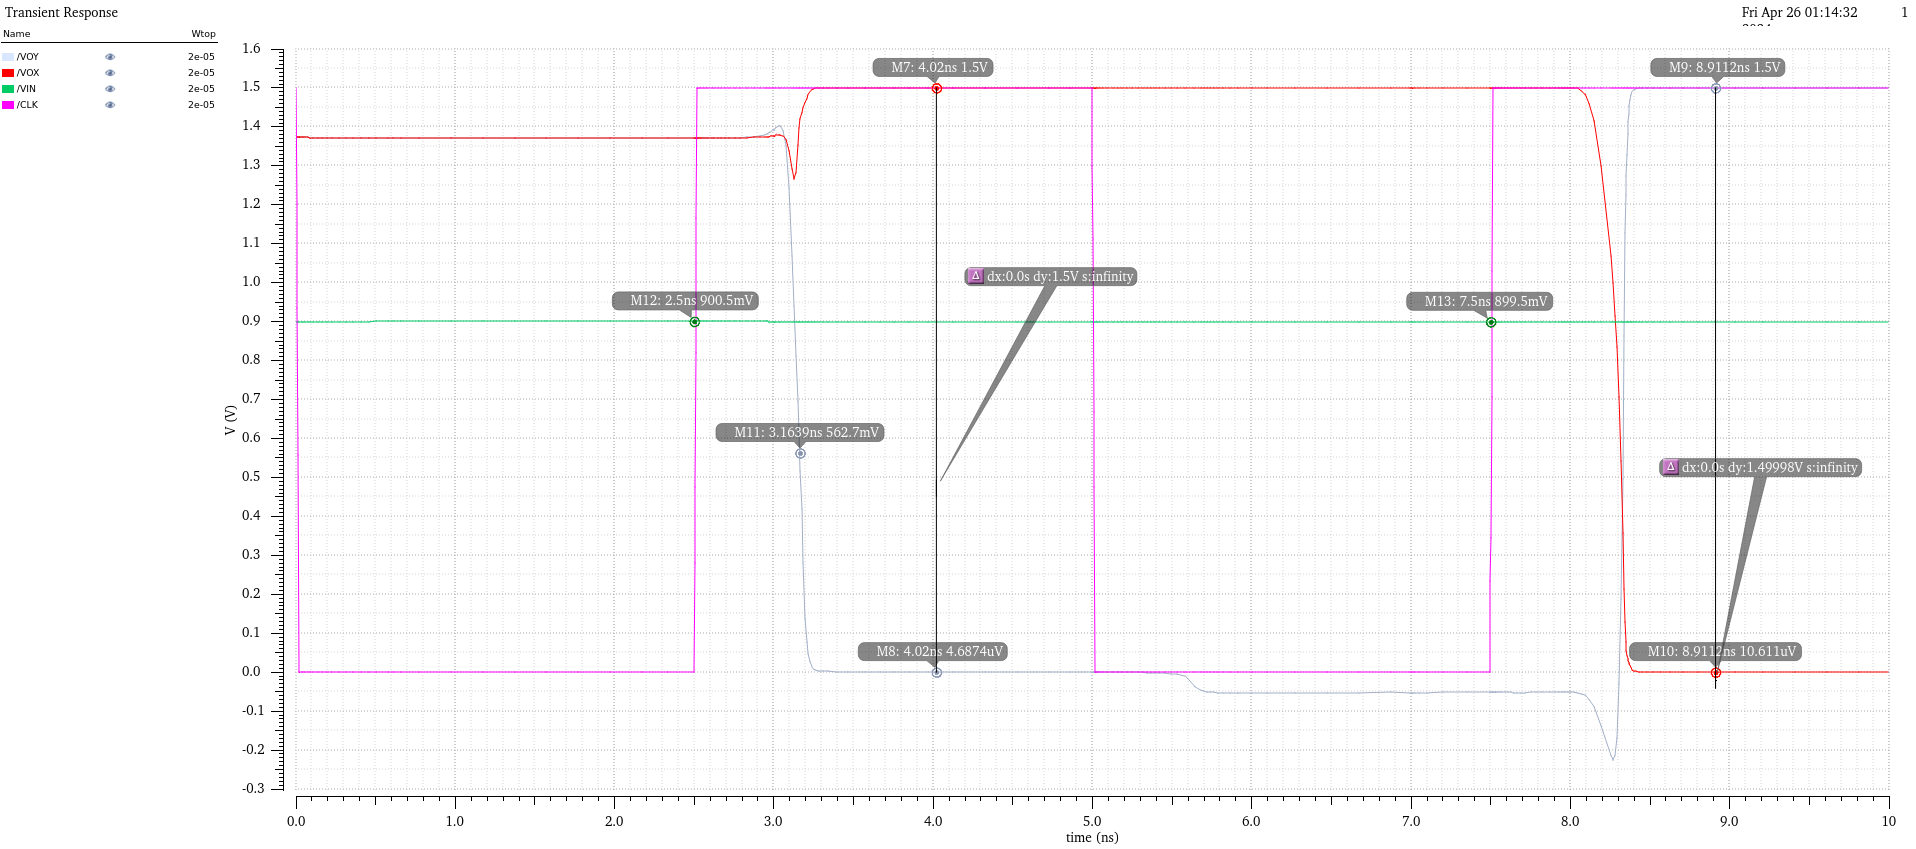 Transient Response
Fri Apr 26 01:14:32 1
Name Wtop
/VOY 2e-05
/VOX 2e-05
/VIN 2e-05
/CLK 2e-05
V (V)
1.6
1.5
1.4
1.3
1.2
1.1
1.0
0.9
0.8
0.7
0.6
0.5
0.4
0.3
0.2
0.1
0.0
-0.1
-0.2
-0.3
M7: 4.02ns 1.5V
M9: 8.9112ns 1.5V
Δ dx:0.0s dy:1.5V s:infinity
M12: 2.5ns 900.5mV
M13: 7.5ns 899.5mV
M11: 3.1639ns 562.7mV
Δ dx:0.0s dy:1.49998V s:infinity
M8: 4.02ns 4.6874uV
M10: 8.9112ns 10.611uV
0.0 1.0 2.0 3.0 4.0 5.0 6.0 7.0 8.0 9.0 10
time (ns)